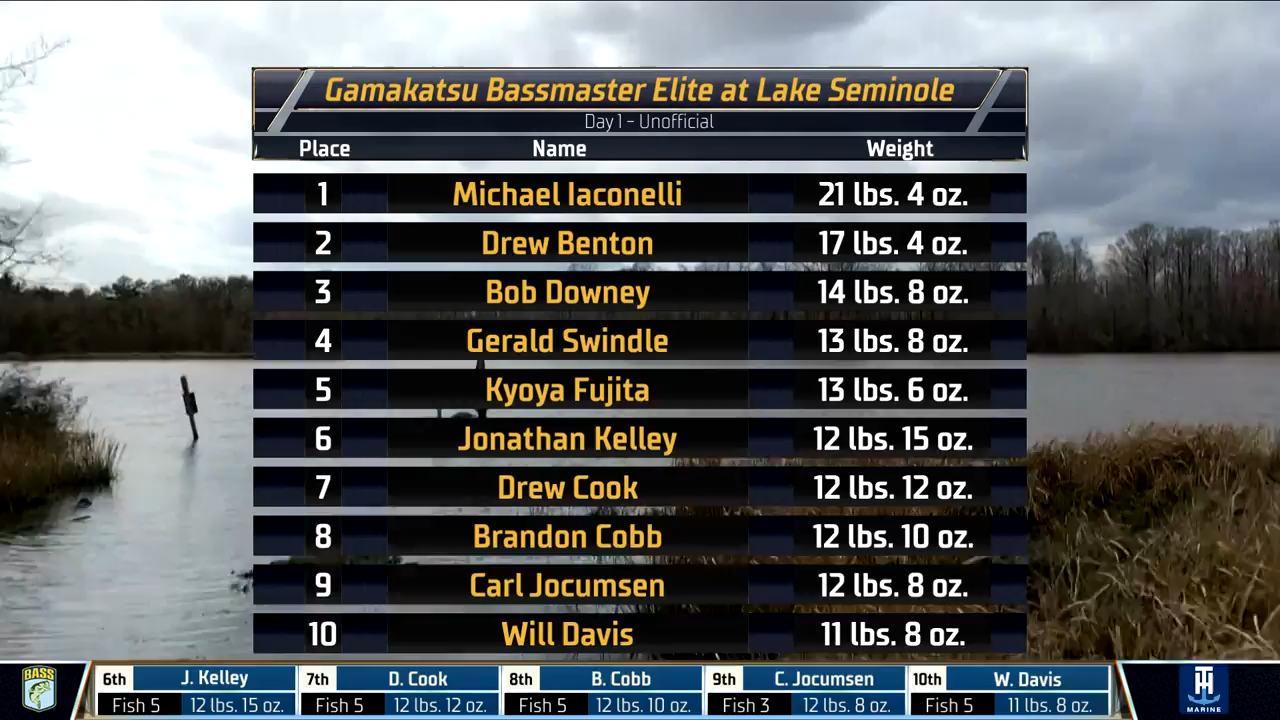 Gamakatsu Bassmaster Elite at Lake Seminole
Day 1 - Unofficial
Place Name Weight
1 Michael Iaconelli 21 lbs. 4 oz.
2 Drew Benton 17 lbs. 4 oz.
3 Bob Downey 14 lbs. 8 oz.
4 Gerald Swindle 13 lbs. 8 oz.
5 Kyoya Fujita 13 lbs. 6 oz.
6 Jonathan Kelley 12 lbs. 15 oz.
7 Drew Cook 12 lbs. 12 oz.
8 Brandon Cobb 12 lbs. 10 oz.
9 Carl Jocumsen 12 lbs. 8 oz.
10 Will Davis 11 lbs. 8 oz.
BASS
6th J. Kelley 7th D. Cook 8th B. Cobb 9th C. Jocumsen 10th W. Davis
Fish 5 12 lbs. 15 oz. Fish 5 12 lbs. 12 oz. Fish 5 12 lbs. 10 oz. Fish 3 12 lbs. 8 oz. Fish 5 11 lbs. 8 oz.
TH
MARINE